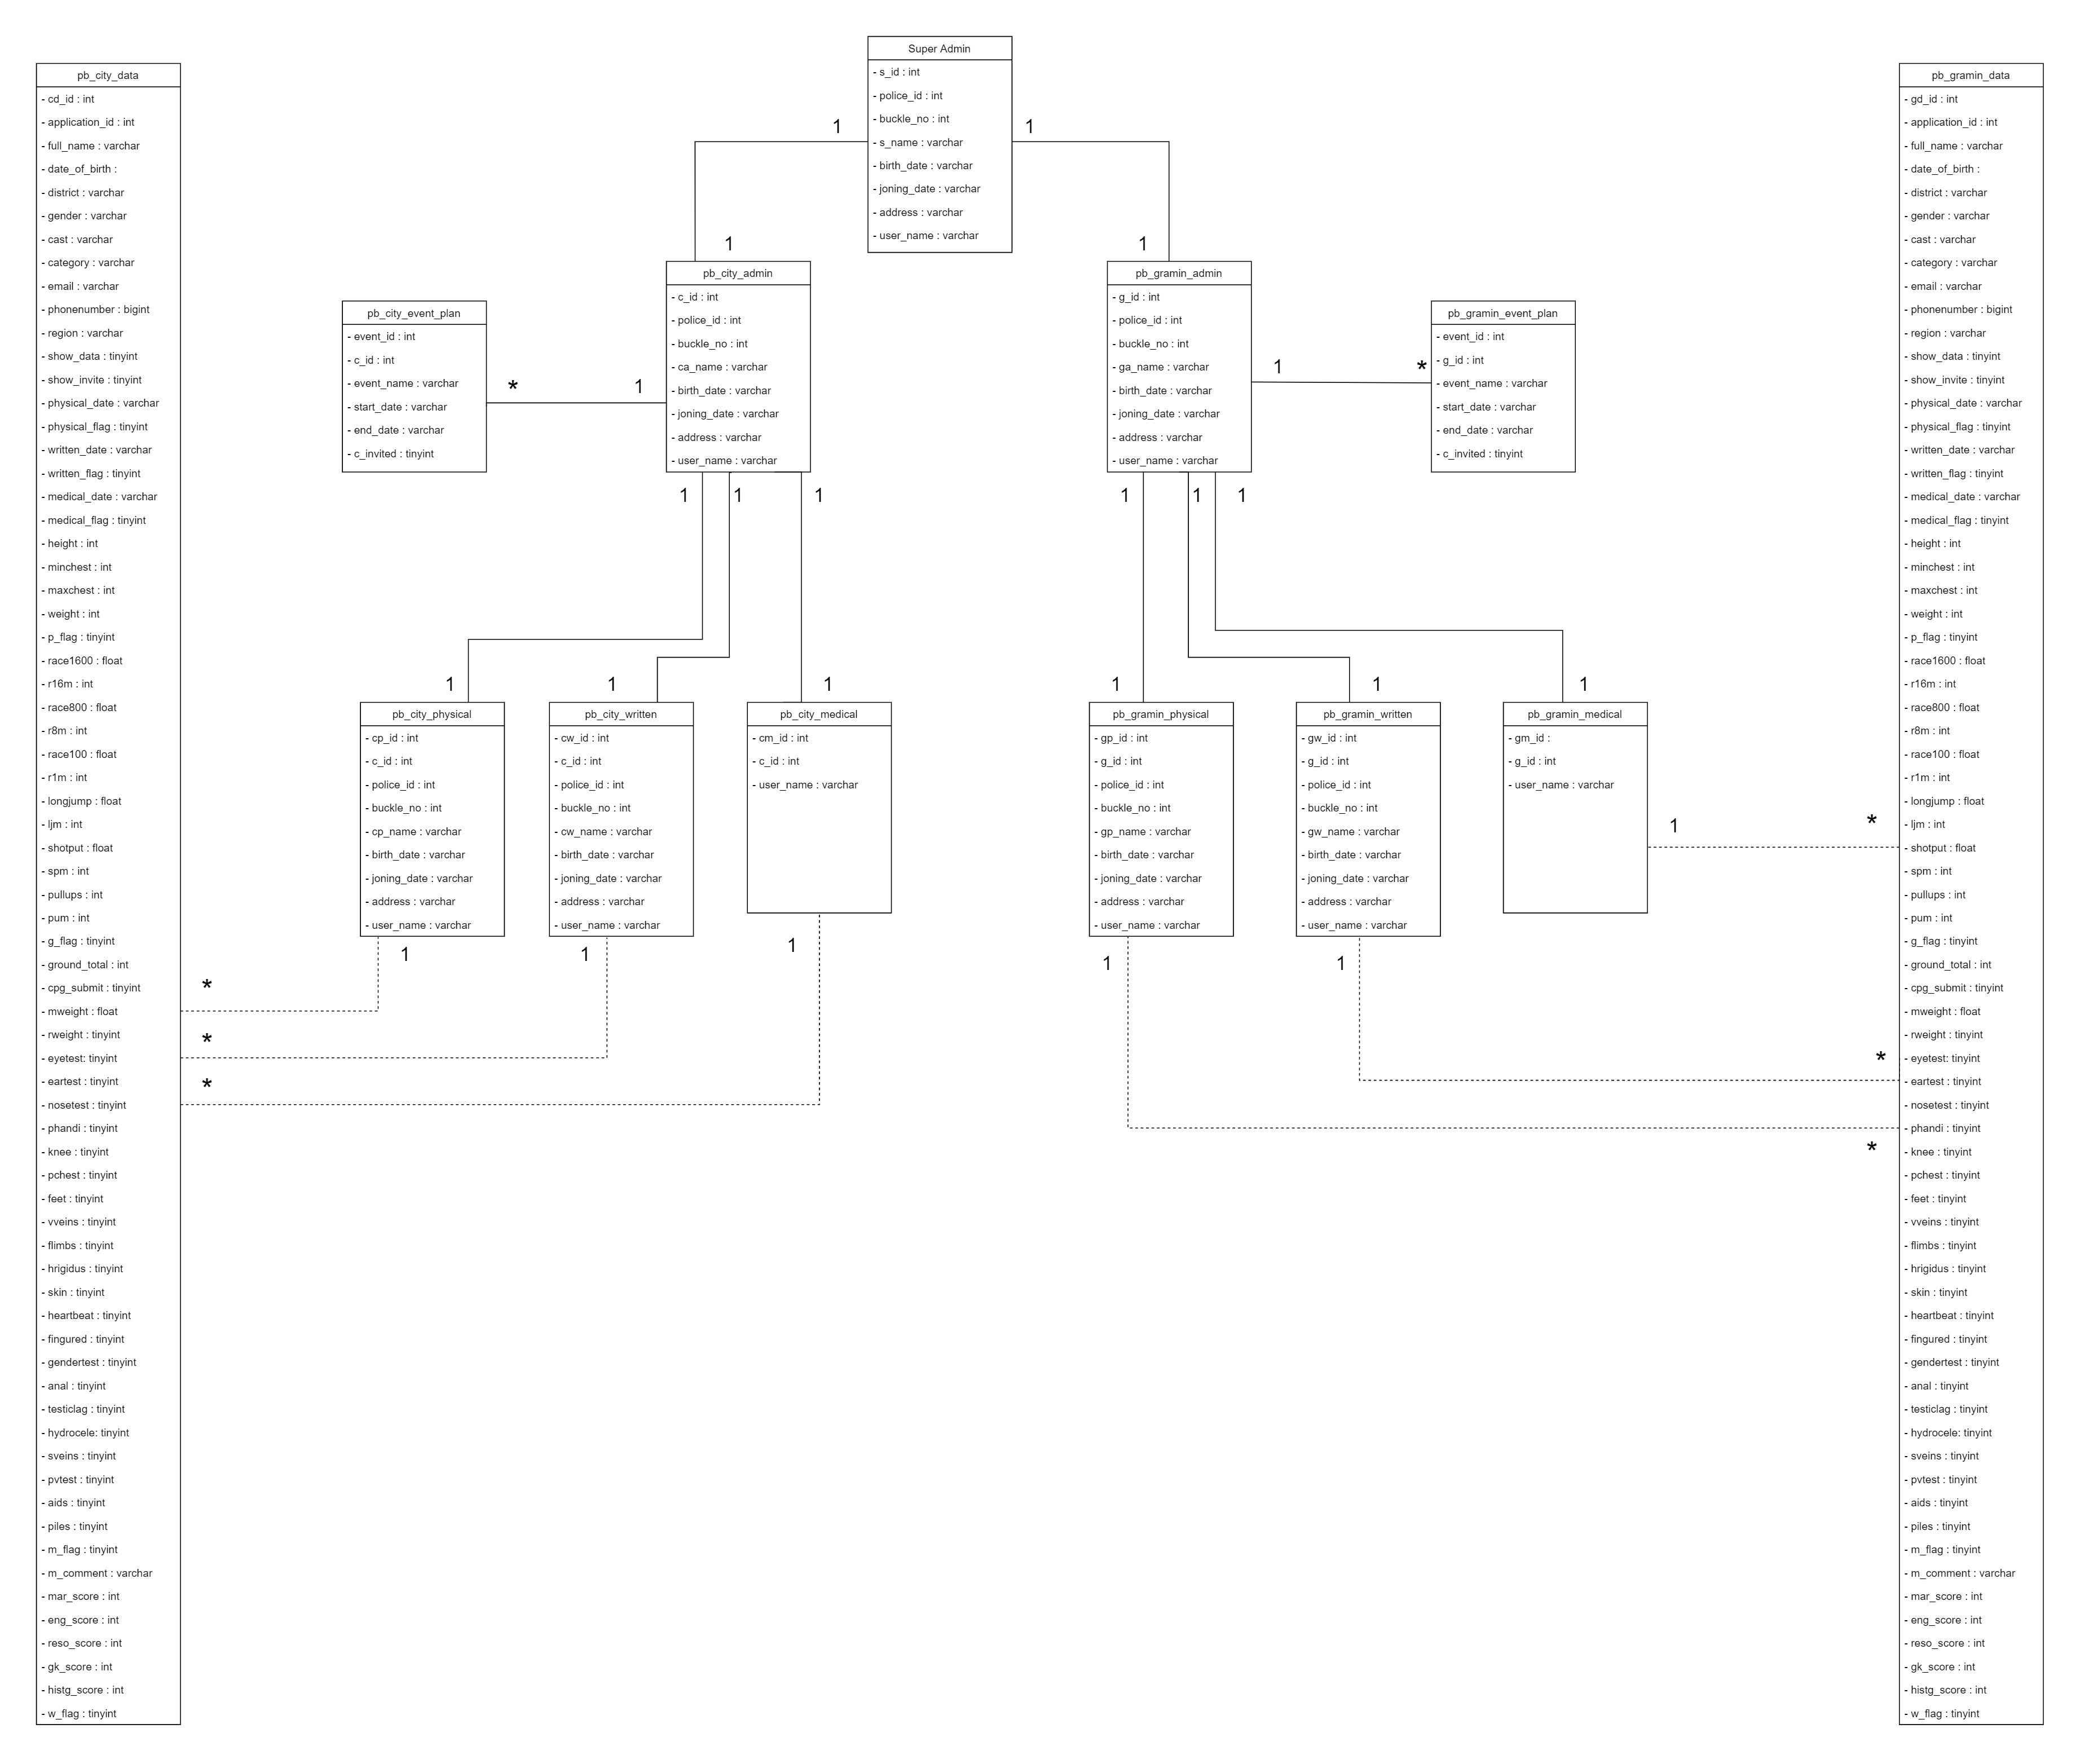 Super Admin
- s_id : int
- police_id : int
- buckle_no : int
- s_name : varchar
- birth_date : varchar
- joning_date : varchar
- address : varchar
- user_name : varchar
1
1
1
1
pb_city_data
- cd_id : int
- application_id : int
- full_name : varchar
- date_of_birth :
- district : varchar
- gender : varchar
- cast : varchar
- category : varchar
- email : varchar
- phonenumber : bigint
- region : varchar
- show_data : tinyint
- show_invite : tinyint
- physical_date : varchar
- physical_flag : tinyint
- written_date : varchar
- written_flag : tinyint
- medical_date : varchar
- medical_flag : tinyint
- height : int
- minchest : int
- maxchest : int
- weight : int
- p_flag : tinyint
- race1600 : float
- r16m : int
- race800 : float
- r8m : int
- race100 : float
- r1m : int
- longjump : float
- ljm : int
- shotput : float
- spm : int
- pullups : int
- pum : int
- g_flag : tinyint
- ground_total : int
- cpg_submit : tinyint
- mweight : float
- rweight : tinyint
- eyetest: tinyint
- eartest : tinyint
- nosetest : tinyint
- phandi : tinyint
- knee : tinyint
- pchest : tinyint
- feet : tinyint
- vveins : tinyint
- flimbs : tinyint
- hrigidus : tinyint
- skin : tinyint
- heartbeat : tinyint
- fingured : tinyint
- gendertest : tinyint
- anal : tinyint
- testiclag : tinyint
- hydrocele: tinyint
- sveins : tinyint
- pvtest : tinyint
- aids : tinyint
- piles : tinyint
- m_flag : tinyint
- m_comment : varchar
- mar_score : int
- eng_score : int
- reso_score : int
- gk_score : int
- histg_score : int
- w_flag : tinyint
pb_city_event_plan
- event_id : int
- c_id : int
- event_name : varchar
- start_date : varchar
- end_date : varchar
- c_invited : tinyint
*
1
pb_city_admin
- c_id : int
- police_id : int
- buckle_no : int
- ca_name : varchar
- birth_date : varchar
- joning_date : varchar
- address : varchar
- user_name : varchar
1
1
1
pb_gramin_admin
- g_id : int
- police_id : int
- buckle_no : int
- ga_name : varchar
- birth_date : varchar
- joning_date : varchar
- address : varchar
- user_name : varchar
1
1
1
1
*
pb_gramin_event_plan
- event_id : int
- g_id : int
- event_name : varchar
- start_date : varchar
- end_date : varchar
- c_invited : tinyint
1
1
1
1
1
1
pb_city_physical
- cp_id : int
- c_id : int
- police_id : int
- buckle_no : int
- cp_name : varchar
- birth_date : varchar
- joning_date : varchar
- address : varchar
- user_name : varchar
1
*
pb_city_written
- cw_id : int
- c_id : int
- police_id : int
- buckle_no : int
- cw_name : varchar
- birth_date : varchar
- joning_date : varchar
- address : varchar
- user_name : varchar
1
*
pb_city_medical
- cm_id : int
- c_id : int
- user_name : varchar
1
*
pb_gramin_physical
- gp_id : int
- g_id : int
- police_id : int
- buckle_no : int
- gp_name : varchar
- birth_date : varchar
- joning_date : varchar
- address : varchar
- user_name : varchar
1
*
pb_gramin_written
- gw_id : int
- g_id : int
- police_id : int
- buckle_no : int
- gw_name : varchar
- birth_date : varchar
- joning_date : varchar
- address : varchar
- user_name : varchar
1
*
pb_gramin_medical
- gm_id :
- g_id : int
- user_name : varchar
1
*
pb_gramin_data
- gd_id : int
- application_id : int
- full_name : varchar
- date_of_birth :
- district : varchar
- gender : varchar
- cast : varchar
- category : varchar
- email : varchar
- phonenumber : bigint
- region : varchar
- show_data : tinyint
- show_invite : tinyint
- physical_date : varchar
- physical_flag : tinyint
- written_date : varchar
- written_flag : tinyint
- medical_date : varchar
- medical_flag : tinyint
- height : int
- minchest : int
- maxchest : int
- weight : int
- p_flag : tinyint
- race1600 : float
- r16m : int
- race800 : float
- r8m : int
- race100 : float
- r1m : int
- longjump : float
- ljm : int
- shotput : float
- spm : int
- pullups : int
- pum : int
- g_flag : tinyint
- ground_total : int
- cpg_submit : tinyint
- mweight : float
- rweight : tinyint
- eyetest: tinyint
- eartest : tinyint
- nosetest : tinyint
- phandi : tinyint
- knee : tinyint
- pchest : tinyint
- feet : tinyint
- vveins : tinyint
- flimbs : tinyint
- hrigidus : tinyint
- skin : tinyint
- heartbeat : tinyint
- fingured : tinyint
- gendertest : tinyint
- anal : tinyint
- testiclag : tinyint
- hydrocele: tinyint
- sveins : tinyint
- pvtest : tinyint
- aids : tinyint
- piles : tinyint
- m_flag : tinyint
- m_comment : varchar
- mar_score : int
- eng_score : int
- reso_score : int
- gk_score : int
- histg_score : int
- w_flag : tinyint